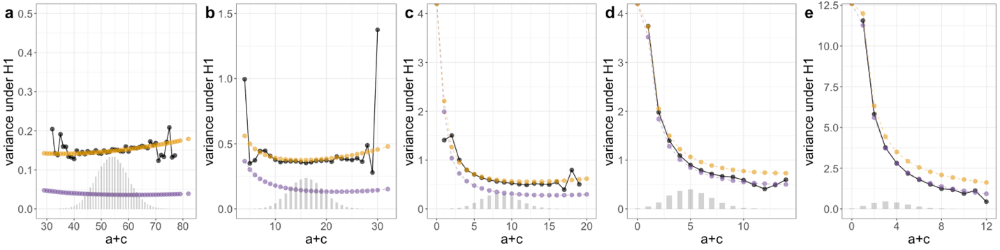 a
variance under H1
0.5
0.4
0.3
0.2
0.1
0.0
30 40 50 60 70 80
a+c
b
variance under H1
1.5
1.0
0.5
0.0
10 20 30
a+c
c
variance under H1
4
3
2
1
0
0 5 10 15 20
a+c
d
variance under H1
4
3
2
1
0
0 5 10
a+c
e
variance under H1
12.5
10.0
7.5
5.0
2.5
0.0
0 4 8 12
a+c